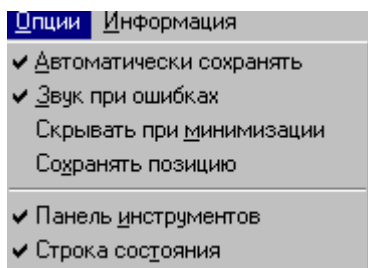 Опции Информация
Автоматически сохранять
Звук при ошибках
Скрывать при минимизации
Сохранять позицию
Панель инструментов
Строка состояния